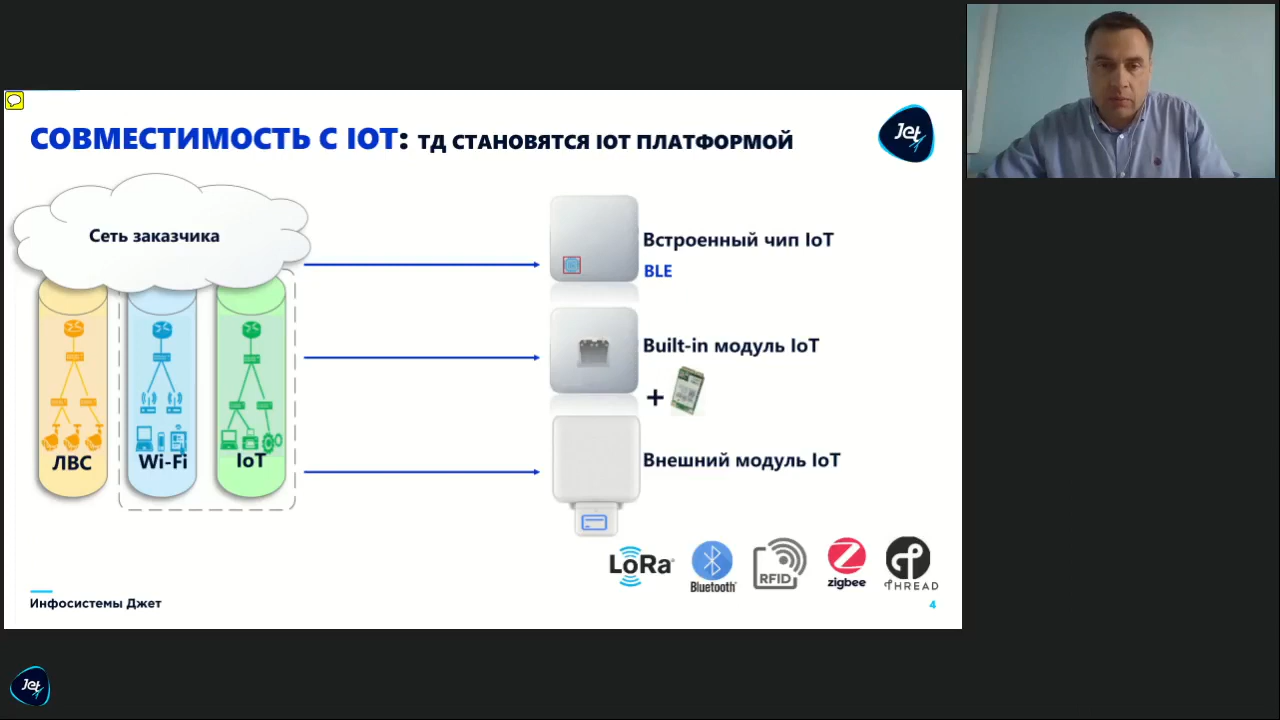 СОВМЕСТИМОСТЬ С IOT: ТД СТАНОВЯТСЯ IOT ПЛАТФОРМОЙ
Jet
Сеть заказчика
ЛВС
Wi-Fi
IoT
Встроенный чип IoT
BLE
Built-in модуль IoT
+
Внешний модуль IoT
LoRa
Bluetooth
RFID
zigbee
THREAD
Инфосистемы Джет
4
Jet